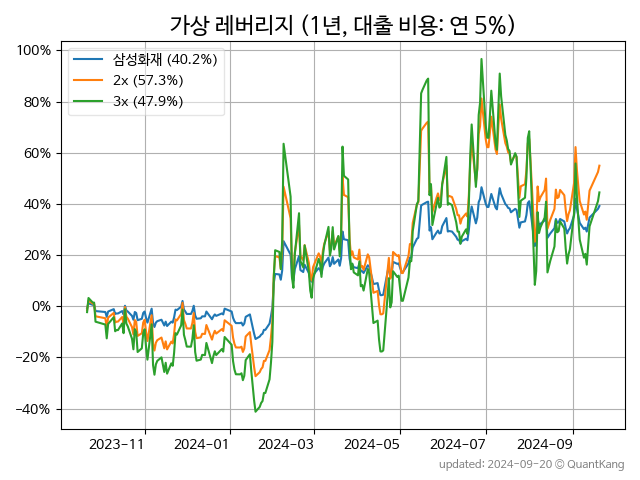 가상 레버리지 (1년, 대출 비용: 연 5%)
100%
80%
60%
40%
20%
0%
−20%
−40%
삼성화재 (40.2%)
2x (57.3%)
3x (47.9%)
2023-11
2024-01
2024-03
2024-05
2024-07
2024-09
updated: 2024-09-20 © QuantKang